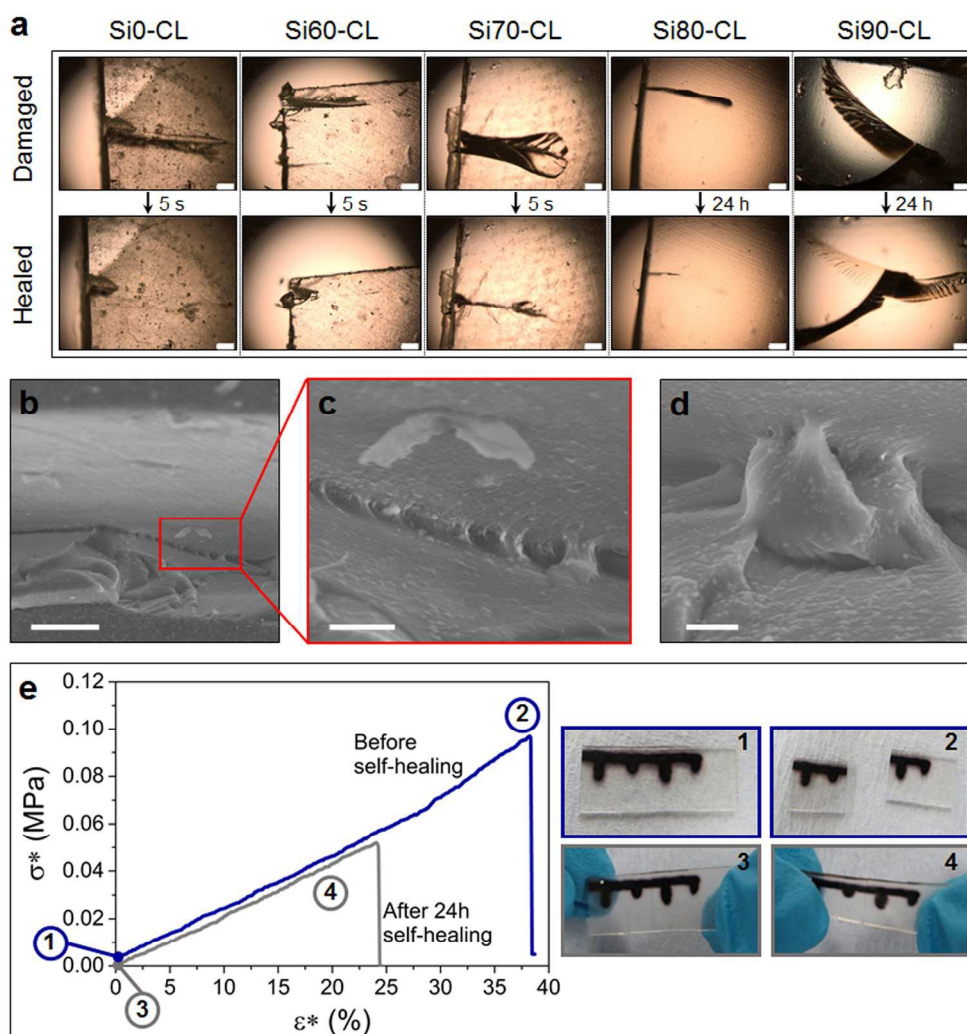 a
Si0-CL Si60-CL Si70-CL Si80-CL Si90-CL
Damaged
5 s 5 s 5 s 24 h 24 h
Healed
b c d
e
0.12
0.10
0.08
0.06
0.04
0.02
0.00
σ* (MPa)
2
Before
self-healing
4
After 24h
self-healing
1
3
0 5 10 15 20 25 30 35 40
ε* (%)
1 2
3 4